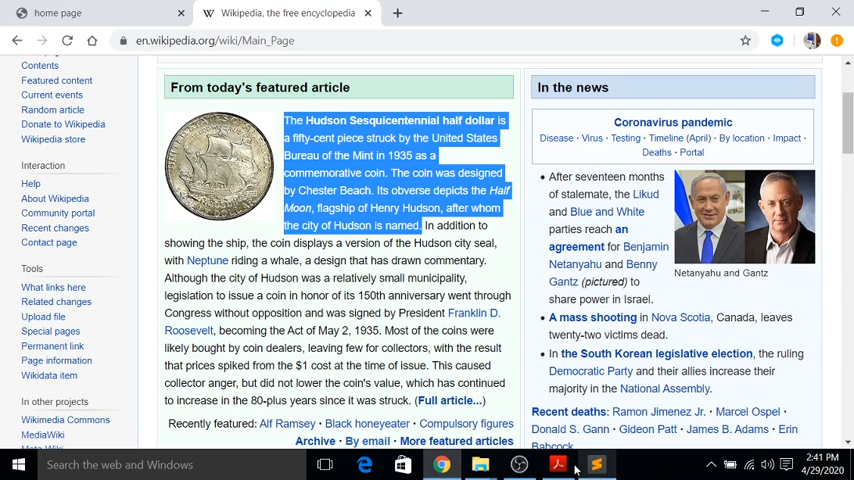 home page
Wikipedia, the free encyclopedia
en.wikipedia.org/wiki/Main_Page
Contents
Featured content
Current events
Random article
Donate to Wikipedia
Wikipedia store
Interaction
Help
About Wikipedia
Community portal
Recent changes
Contact page
Tools
What links here
Related changes
Upload file
Special pages
Permanent link
Page information
Wikidata item
In other projects
Wikimedia Commons
MediaWiki
From today's featured article
The Hudson Sesquicentennial half dollar is
a fifty-cent piece struck by the United States
Bureau of the Mint in 1935 as a
commemorative coin. The coin was designed
by Chester Beach. Its obverse depicts the Half
Moon, flagship of Henry Hudson, after whom
the city of Hudson is named. In addition to
showing the ship, the coin displays a version of the Hudson city seal,
with Neptune riding a whale, a design that has drawn commentary.
Although the city of Hudson was a relatively small municipality,
legislation to issue a coin in honor of its 150th anniversary went through
Congress without opposition and was signed by President Franklin D.
Roosevelt, becoming the Act of May 2, 1935. Most of the coins were
likely bought by coin dealers, leaving few for collectors, with the result
that prices spiked from the $1 cost at the time of issue. This caused
collector anger, but did not lower the coin's value, which has continued
to increase in the 80-plus years since it was struck. (Full article...)
Recently featured: Alf Ramsey · Black honeyeater · Compulsory figures
Archive · By email · More featured articles
In the news
Coronavirus pandemic
Disease · Virus · Testing · Timeline (April) · By location · Impact ·
Deaths · Portal
After seventeen months
of stalemate, the Likud
and Blue and White
parties reach an
agreement for Benjamin
Netanyahu and Benny
Gantz (pictured) to
share power in Israel.
Netanyahu and Gantz
A mass shooting in Nova Scotia, Canada, leaves
twenty-two victims dead.
In the South Korean legislative election, the ruling
Democratic Party and their allies increase their
majority in the National Assembly.
Recent deaths: Ramon Jimenez Jr. · Marcel Ospel ·
Donald S. Gann · Gideon Patt · James B. Adams · Erin
Babcock
Search the web and Windows
2:41 PM
4/29/2020